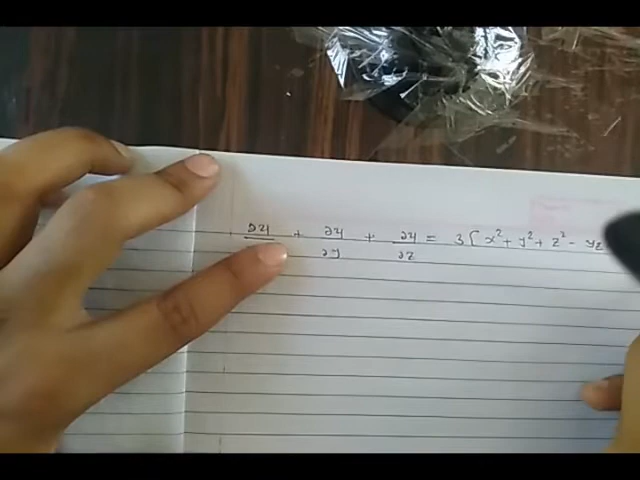 ∂u + ∂u/∂y + ∂u/∂z = 3[x² + y² + z² - yz